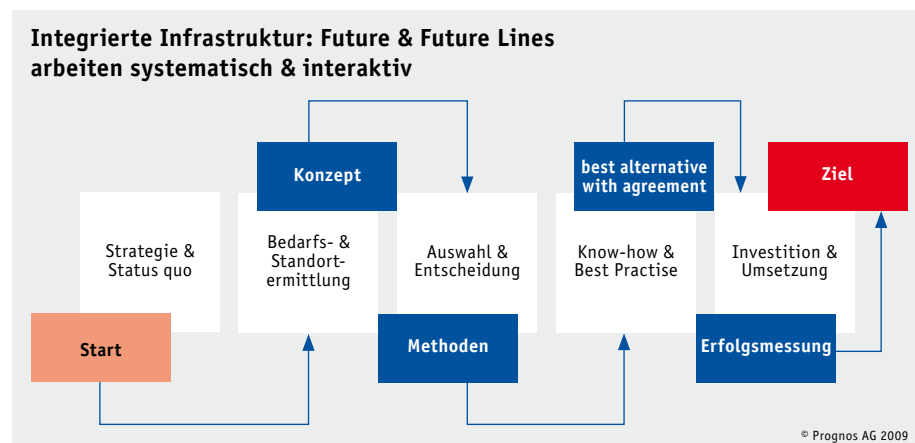 Integrierte Infrastruktur: Future & Future Lines
arbeiten systematisch & interaktiv
Konzept
best alternative
with agreement
Ziel
Strategie &
Status quo
Bedarfs- &
Standort-
ermittlung
Auswahl &
Entscheidung
Know-how &
Best Practise
Investition &
Umsetzung
Start
Methoden
Erfolgsmessung
© Prognos AG 2009